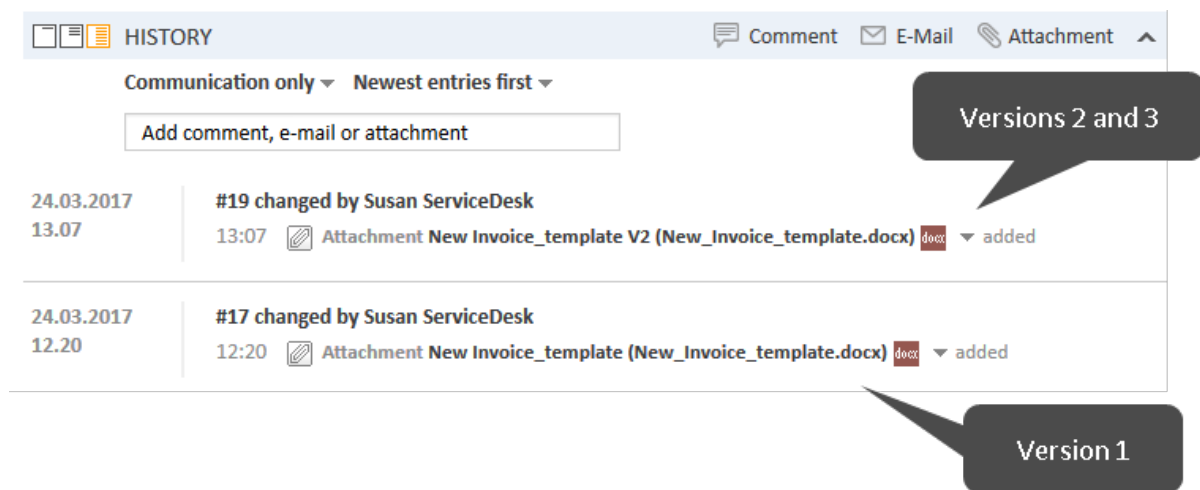 HISTORY Comment E-Mail Attachment
Communication only Newest entries first
Versions 2 and 3
Add comment, e-mail or attachment
24.03.2017 #19 changed by Susan ServiceDesk
13.07 13:07 Attachment New Invoice_template V2 (New_Invoice_template.docx) docx added
24.03.2017 #17 changed by Susan ServiceDesk
12.20 12:20 Attachment New Invoice_template (New_Invoice_template.docx) docx added
Version 1